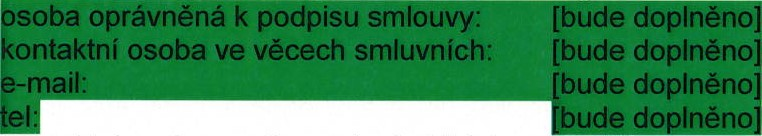 osoba oprávněná k podpisu smlouvy: [bude doplněno]
kontaktní osoba ve věcech smluvních: [bude doplněno]
e-mail: [bude doplněno]
tel: [bude doplněno]